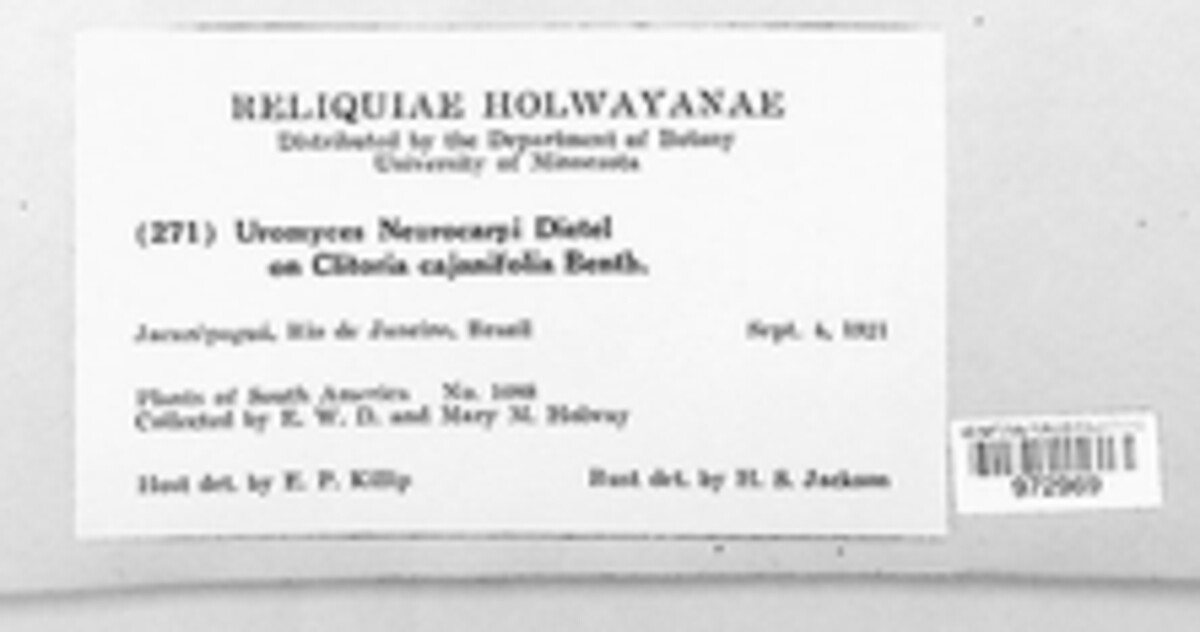 RELIQUIAE HOLWAYANAE
Distributed by the Department of Botany
University of Minnesota
(271) Uromyces Neurocarpi Dietel
on Clitoria cajanifolia Benth.
Rio de Janeiro, Brazil
Sept. 4, 1921
Plants of South America No.
Collected by E. W. D. and Mary M. Holway
Host det. by E. P. Killip
Rust det. by H. S. Jackson
972969